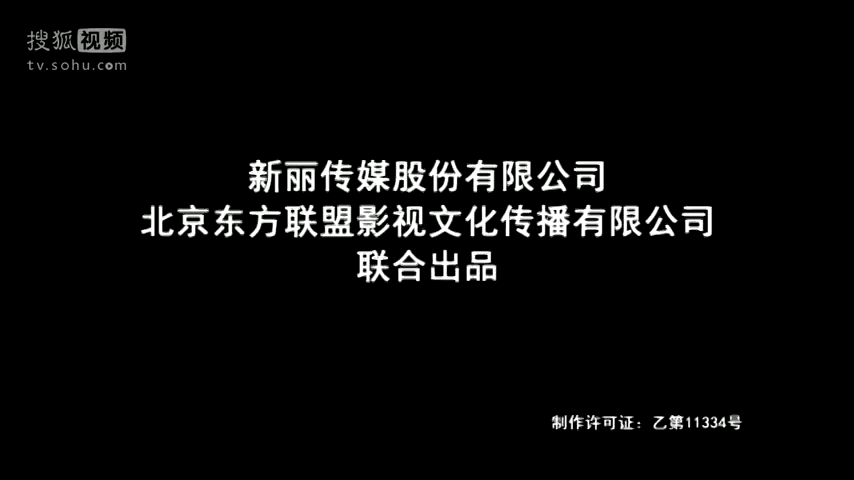 搜狐视频
tv.sohu.com
新丽传媒股份有限公司
北京东方联盟影视文化传播有限公司
联合出品
制作许可证：乙第11334号